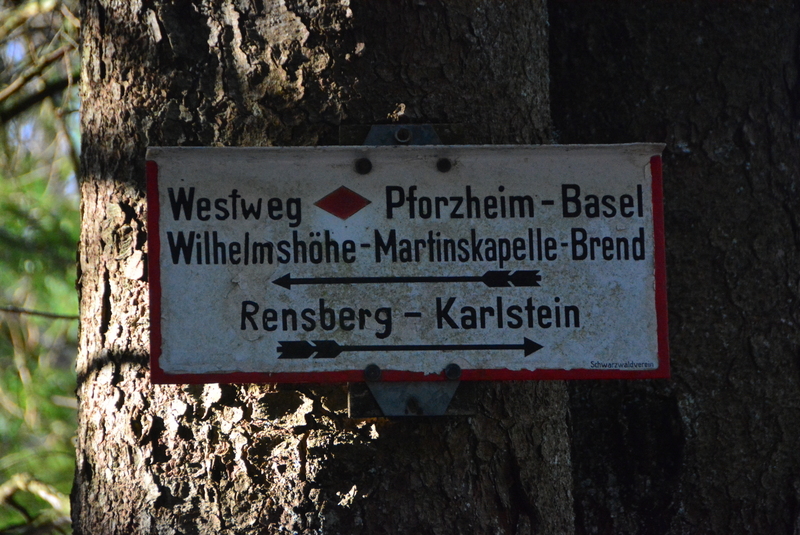 Westweg Pforzheim - Basel
Wilhelmshöhe - Martinskapelle - Brend
Rensberg - Karlstein
Schwarzwaldverein